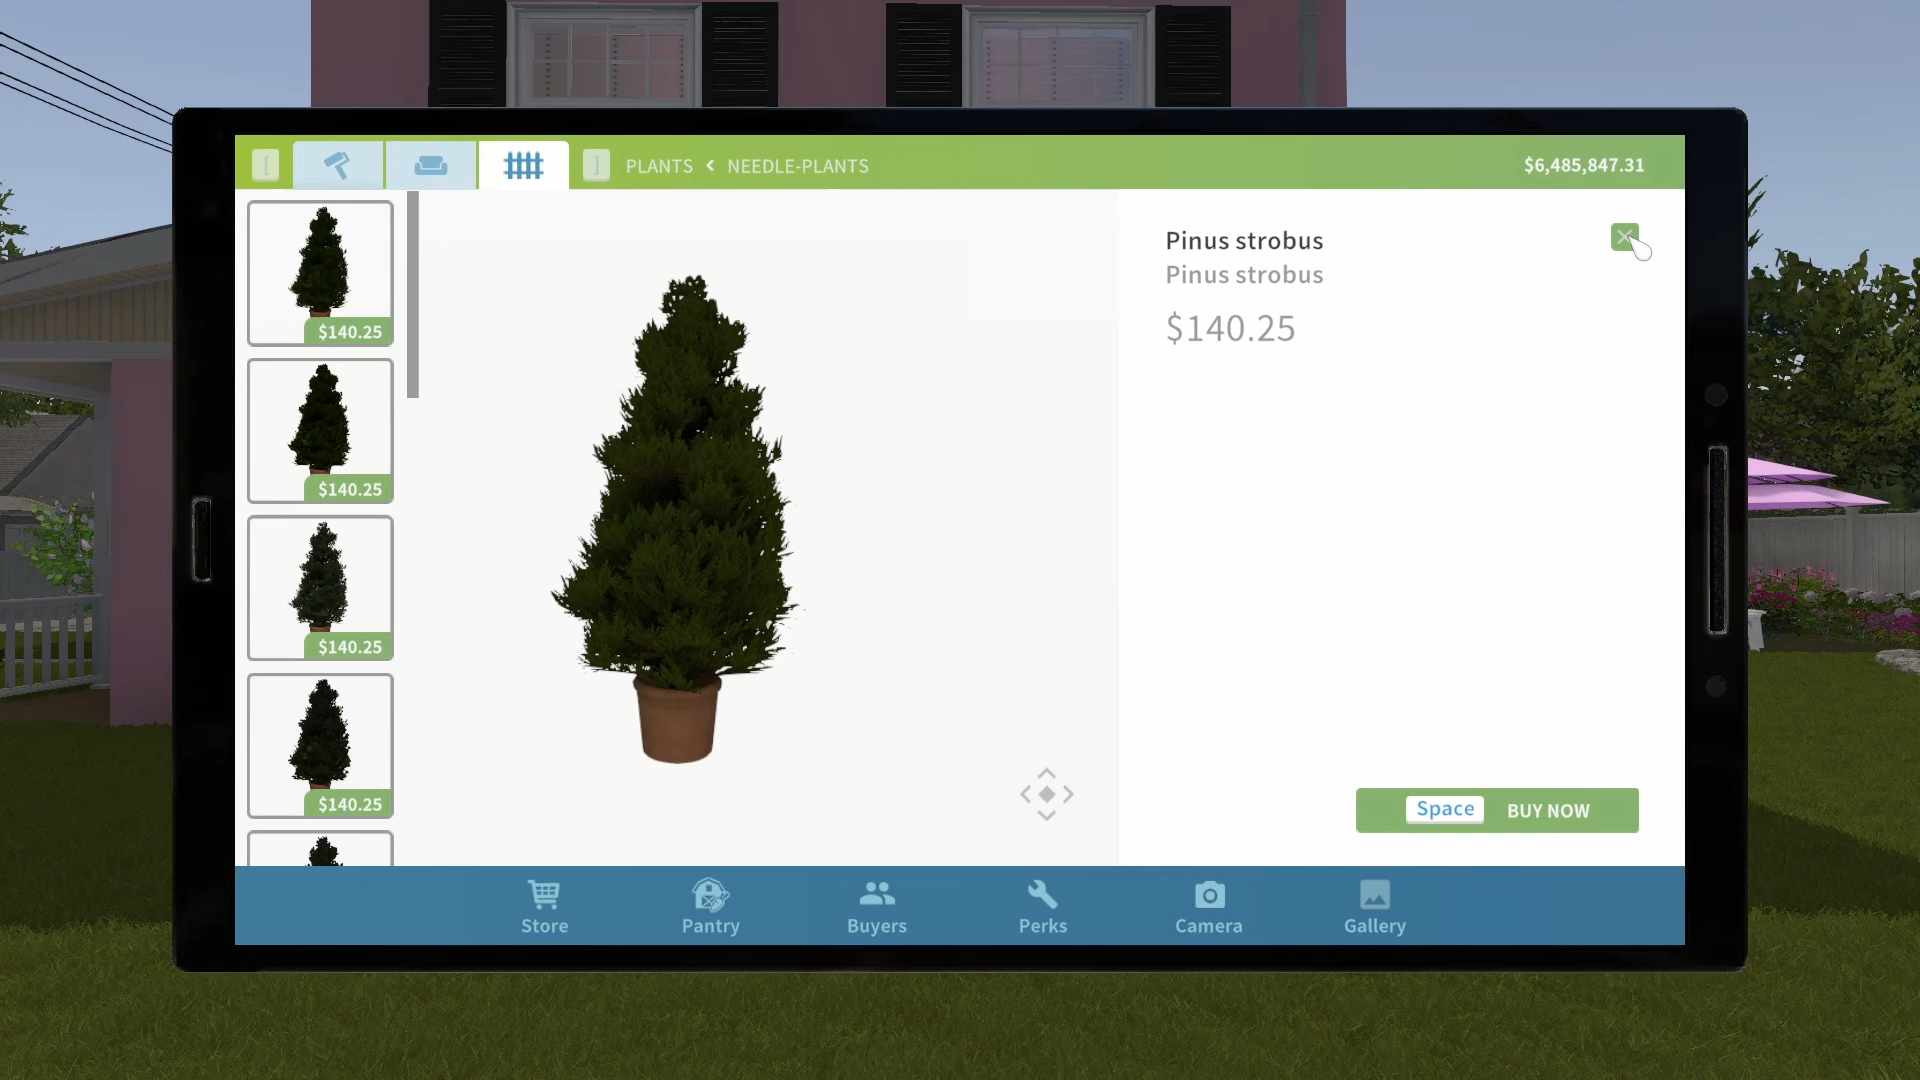 [
]
PLANTS < NEEDLE-PLANTS
$6,485,847.31
$140.25
$140.25
$140.25
$140.25
Pinus strobus
Pinus strobus
$140.25
Space BUY NOW
Store
Pantry
Buyers
Perks
Camera
Gallery